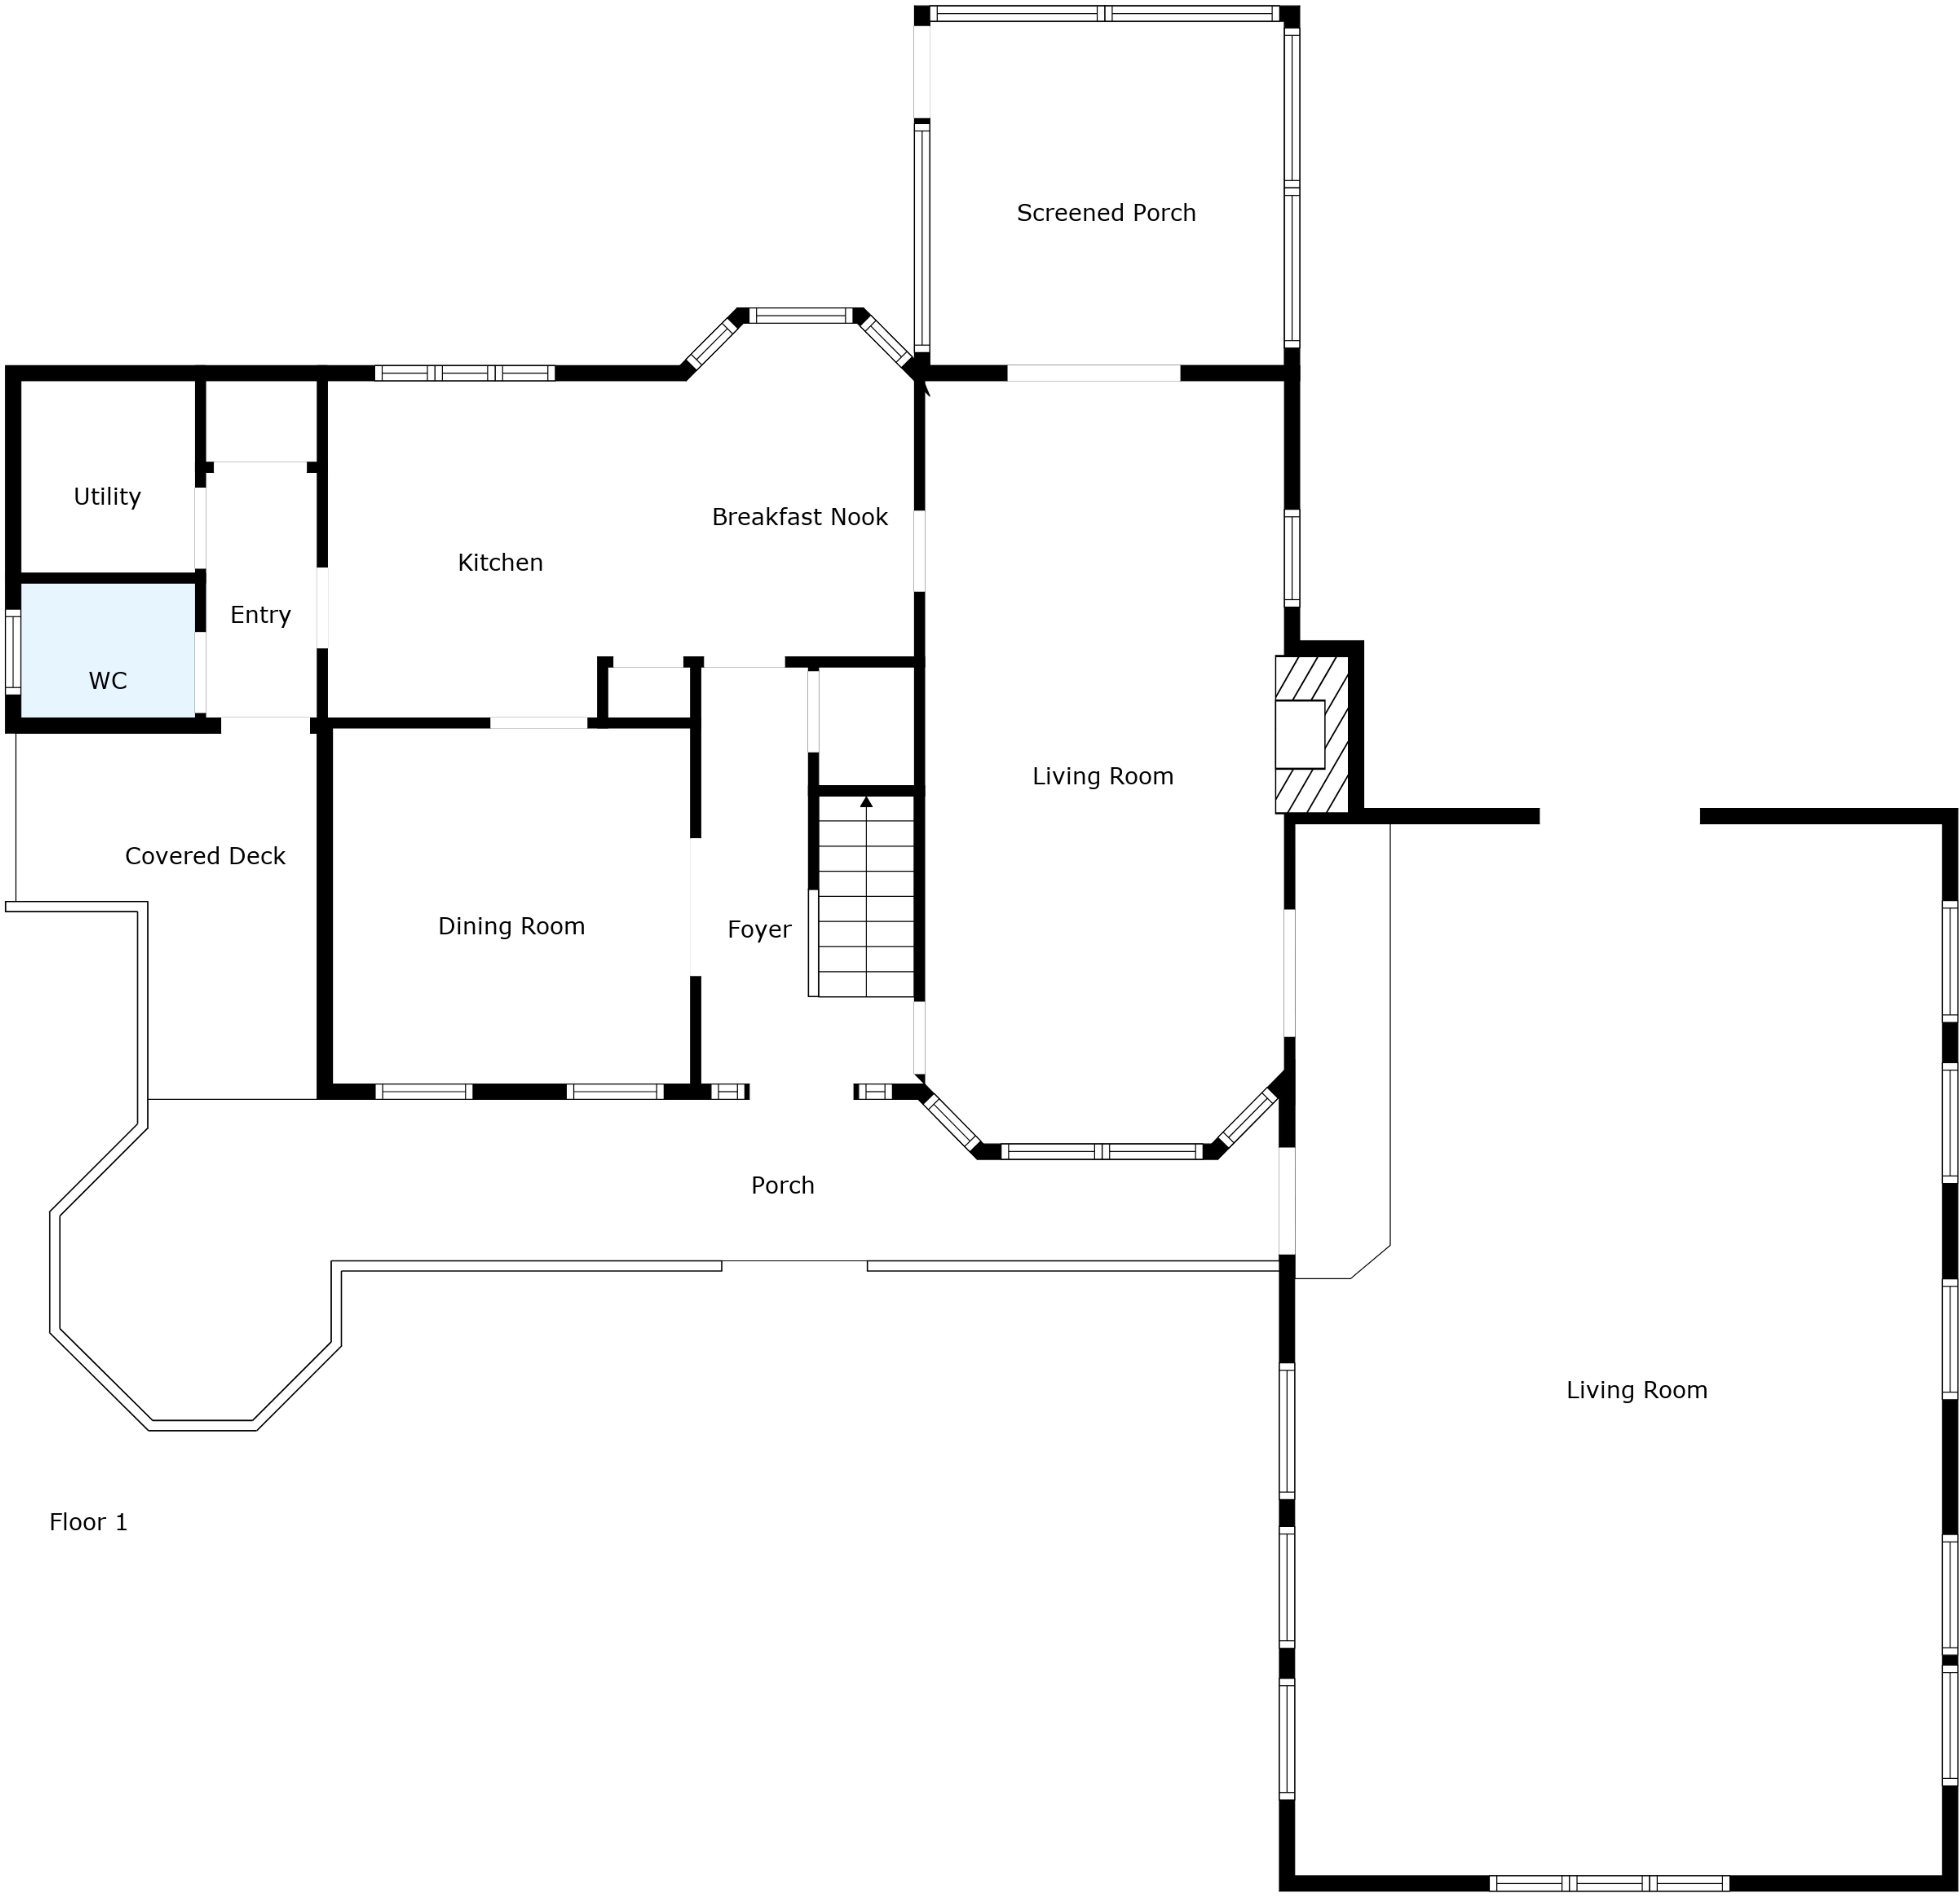 Screened Porch
Utility
Breakfast Nook
Kitchen
Entry
WC
Living Room
Covered Deck
Dining Room
Foyer
Porch
Living Room
Floor 1